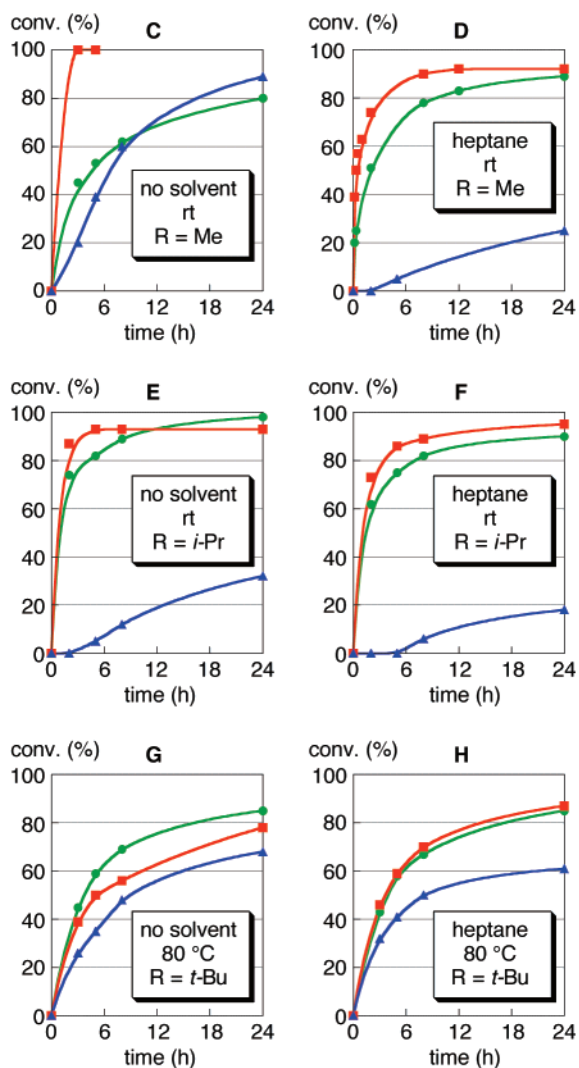 conv. (%)
C
100
80
60
40
20
0
no solvent
rt
R = Me
0 6 12 18 24
time (h)
conv. (%)
D
100
80
60
40
20
0
heptane
rt
R = Me
0 6 12 18 24
time (h)
conv. (%)
E
100
80
60
40
20
0
no solvent
rt
R = i-Pr
0 6 12 18 24
time (h)
conv. (%)
F
100
80
60
40
20
0
heptane
rt
R = i-Pr
0 6 12 18 24
time (h)
conv. (%)
G
100
80
60
40
20
0
no solvent
80 °C
R = t-Bu
0 6 12 18 24
time (h)
conv. (%)
H
100
80
60
40
20
0
heptane
80 °C
R = t-Bu
0 6 12 18 24
time (h)